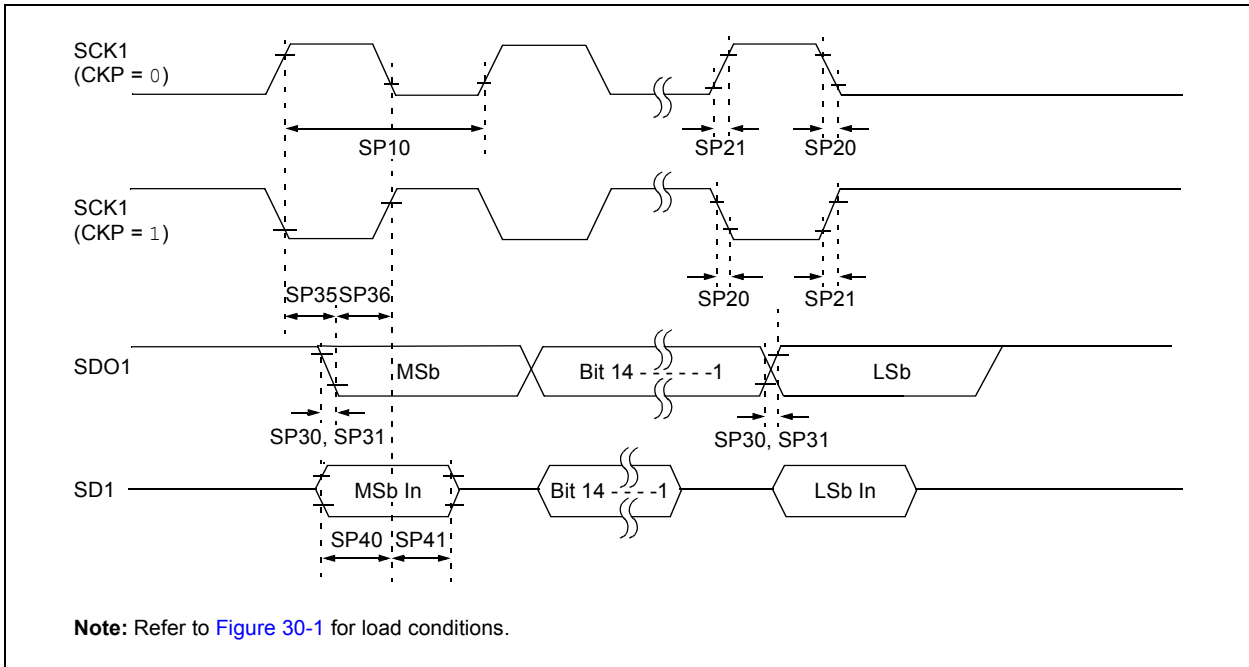 SCK1
(CKP = 0)
SP10
SP21
SP20
SCK1
(CKP = 1)
SP20
SP21
SP35
SP36
SDO1
MSb
Bit 14 - - - - - -1
LSb
SP30, SP31
SP30, SP31
SD1
MSb In
Bit 14 - - - - -1
LSb In
SP40
SP41
Note: Refer to Figure 30-1 for load conditions.